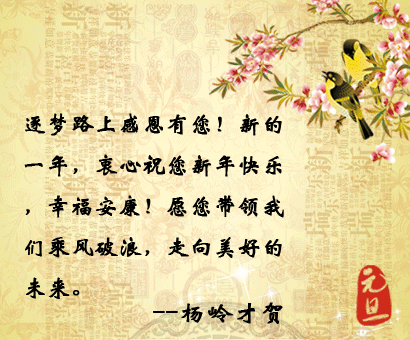 逐梦路上感恩有您！新的
一年，衷心祝您新年快乐
，幸福安康！愿您带领我
们乘风破浪，走向美好的
未来。
--杨岭才贺
元旦